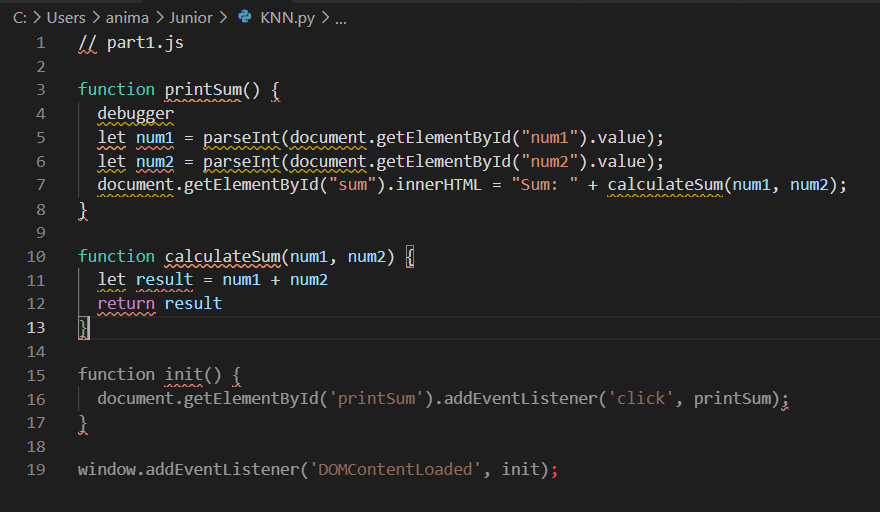 C: > Users > anima > Junior > KNN.py > ...
1 // part1.js
2
3 function printSum() {
4 debugger
5 let num1 = parseInt(document.getElementById("num1").value);
6 let num2 = parseInt(document.getElementById("num2").value);
7 document.getElementById("sum").innerHTML = "Sum: " + calculateSum(num1, num2);
8 }
9
10 function calculateSum(num1, num2) {
11 let result = num1 + num2
12 return result
13 }
14
15 function init() {
16 document.getElementById('printSum').addEventListener('click', printSum);
17 }
18
19 window.addEventListener('DOMContentLoaded', init);